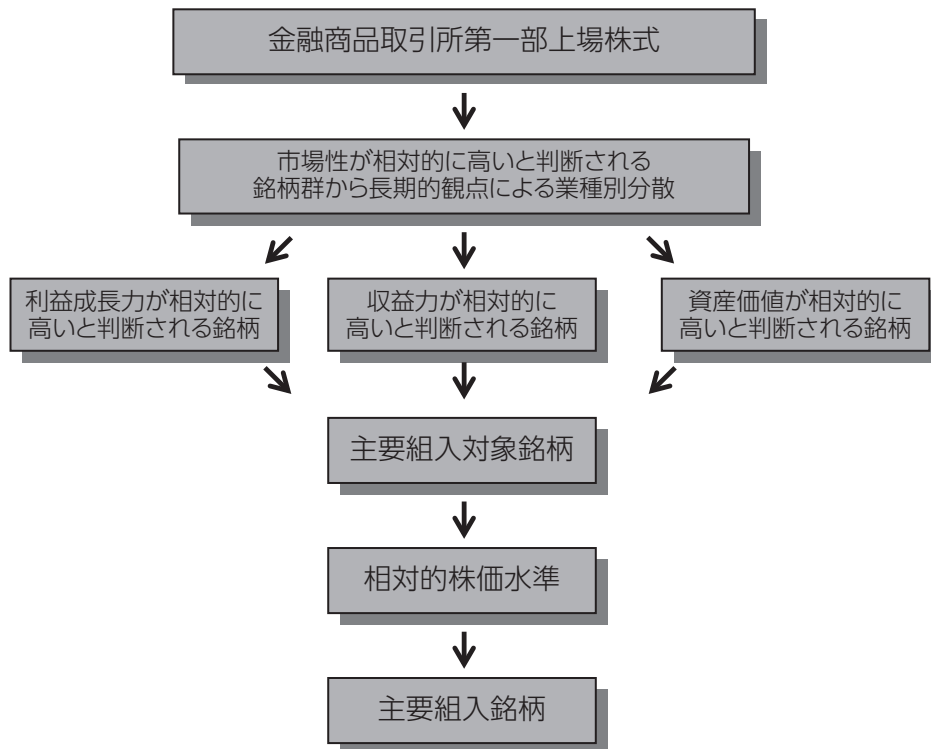 金融商品取引所第一部上場株式
市場性が相対的に高いと判断される
銘柄群から長期的観点による業種別分散
利益成長力が相対的に
高いと判断される銘柄
収益力が相対的に
高いと判断される銘柄
資産価値が相対的に
高いと判断される銘柄
主要組入対象銘柄
相対的株価水準
主要組入銘柄